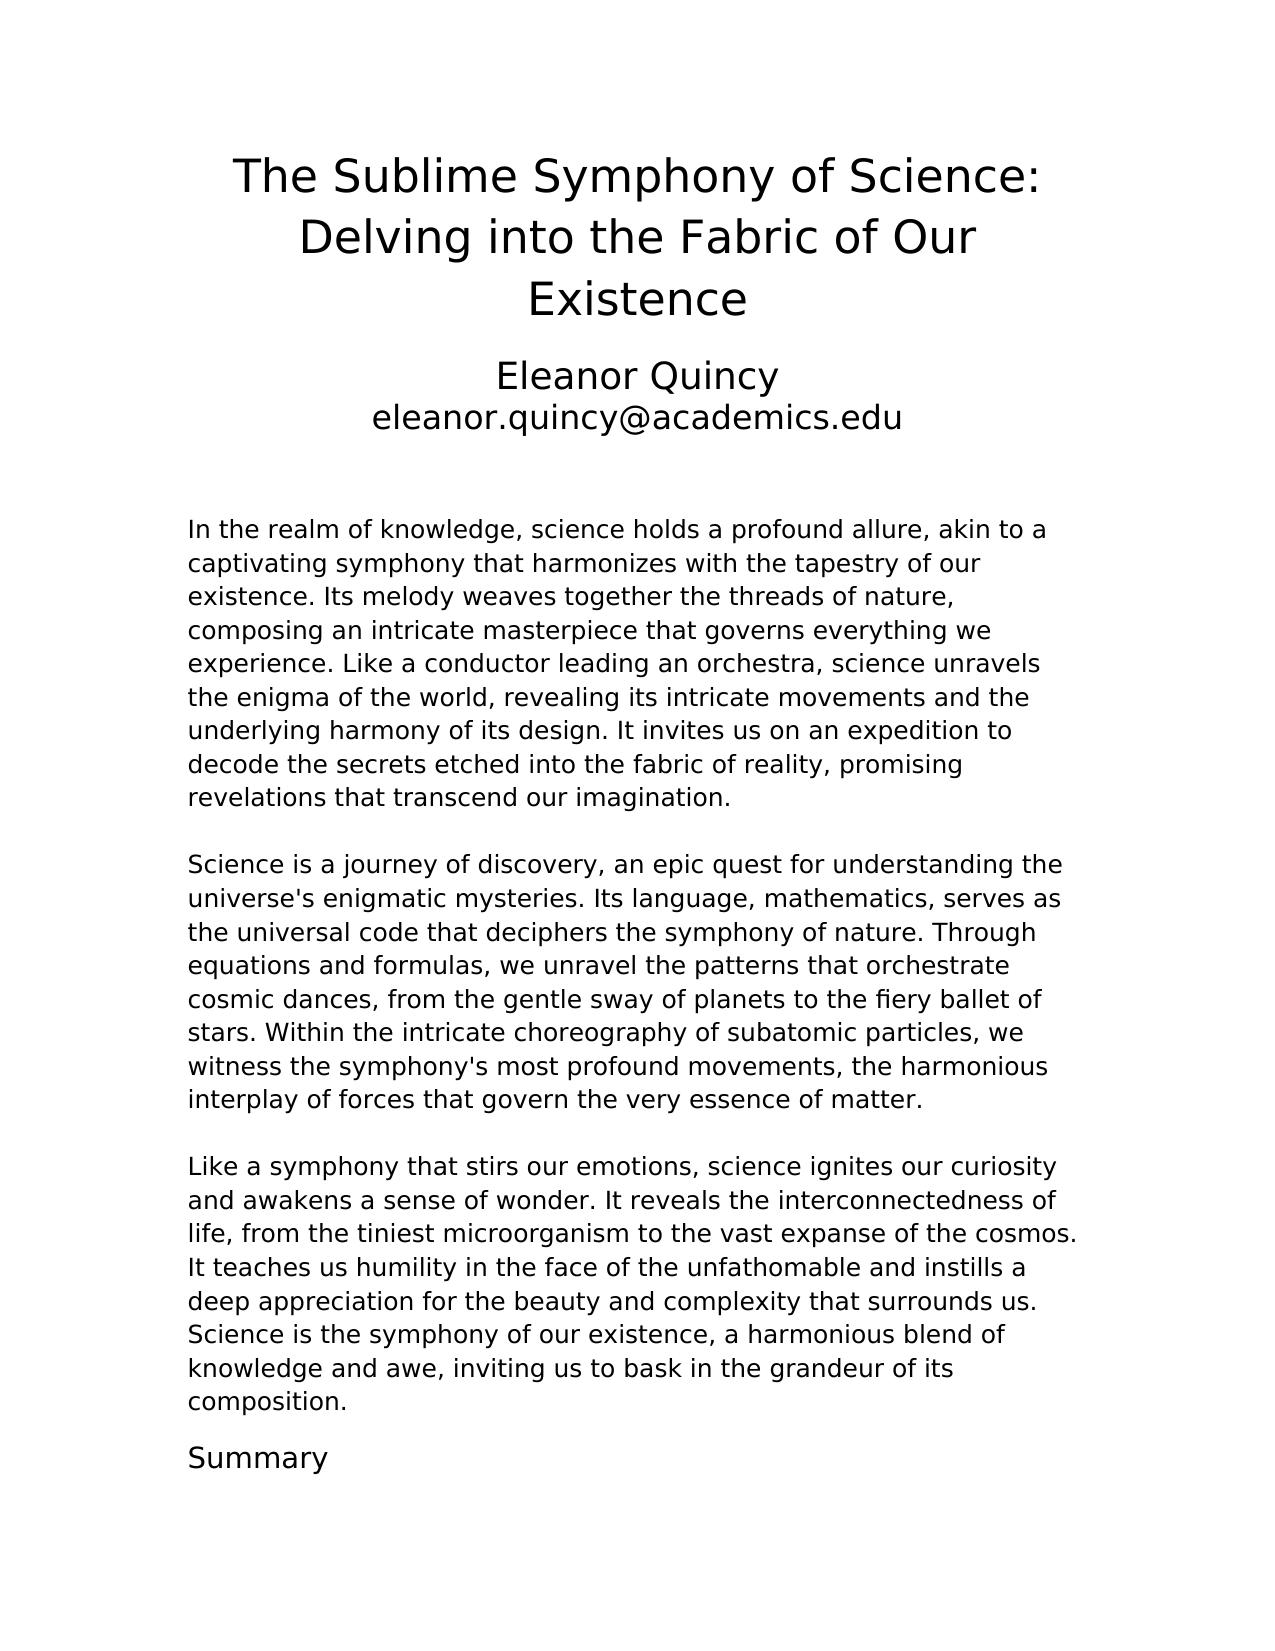 The Sublime Symphony of Science:
Delving into the Fabric of Our
Existence
Eleanor Quincy
eleanor.quincy@academics.edu
In the realm of knowledge, science holds a profound allure, akin to a
captivating symphony that harmonizes with the tapestry of our
existence. Its melody weaves together the threads of nature,
composing an intricate masterpiece that governs everything we
experience. Like a conductor leading an orchestra, science unravels
the enigma of the world, revealing its intricate movements and the
underlying harmony of its design. It invites us on an expedition to
decode the secrets etched into the fabric of reality, promising
revelations that transcend our imagination.
Science is a journey of discovery, an epic quest for understanding the
universe's enigmatic mysteries. Its language, mathematics, serves as
the universal code that deciphers the symphony of nature. Through
equations and formulas, we unravel the patterns that orchestrate
cosmic dances, from the gentle sway of planets to the fiery ballet of
stars. Within the intricate choreography of subatomic particles, we
witness the symphony's most profound movements, the harmonious
interplay of forces that govern the very essence of matter.
Like a symphony that stirs our emotions, science ignites our curiosity
and awakens a sense of wonder. It reveals the interconnectedness of
life, from the tiniest microorganism to the vast expanse of the cosmos.
It teaches us humility in the face of the unfathomable and instills a
deep appreciation for the beauty and complexity that surrounds us.
Science is the symphony of our existence, a harmonious blend of
knowledge and awe, inviting us to bask in the grandeur of its
composition.
Summary